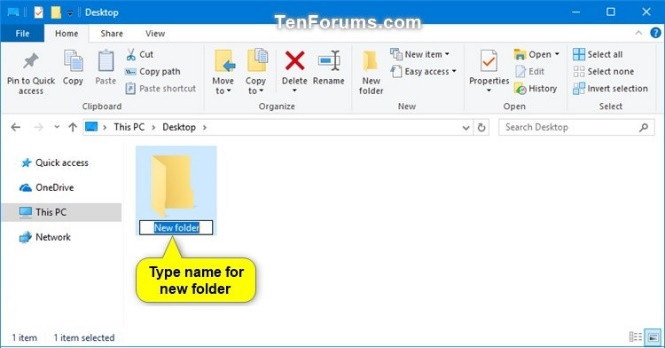 Desktop
TenForums.com
File Home Share View
Pin to Quick access
Copy
Paste
Cut
Copy path
Paste shortcut
Clipboard
Move to
Copy to
Delete
Rename
Organize
New folder
New item
Easy access
New
Properties
Open
Edit
History
Open
Select all
Select none
Invert selection
Select
This PC > Desktop >
Search Desktop
Quick access
OneDrive
This PC
Network
New folder
Type name for
new folder
1 item 1 item selected